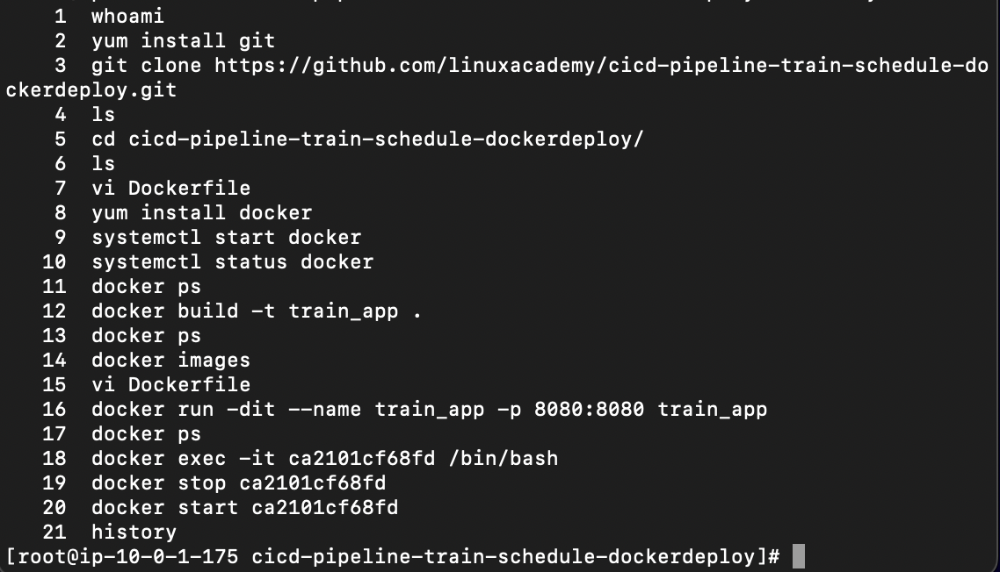 1  whoami
2  yum install git
3  git clone https://github.com/linuxacademy/cicd-pipeline-train-schedule-do
ckerdeploy.git
4  ls
5  cd cicd-pipeline-train-schedule-dockerdeploy/
6  ls
7  vi Dockerfile
8  yum install docker
9  systemctl start docker
10  systemctl status docker
11  docker ps
12  docker build -t train_app .
13  docker ps
14  docker images
15  vi Dockerfile
16  docker run -dit --name train_app -p 8080:8080 train_app
17  docker ps
18  docker exec -it ca2101cf68fd /bin/bash
19  docker stop ca2101cf68fd
20  docker start ca2101cf68fd
21  history
[root@ip-10-0-1-175 cicd-pipeline-train-schedule-dockerdeploy]#